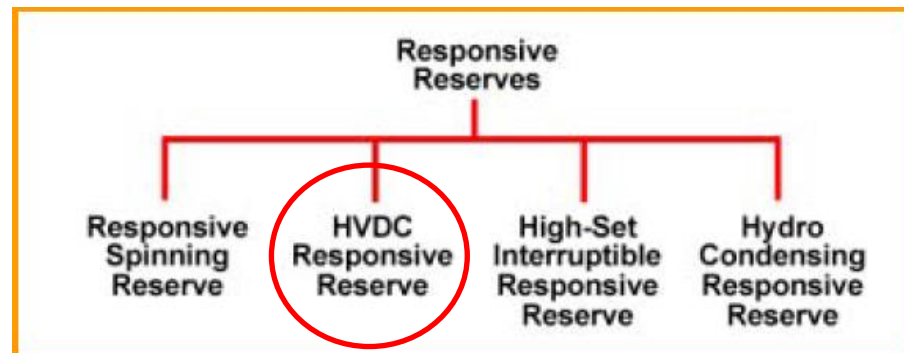 Responsive
Reserves
Responsive
Spinning
Reserve
HVDC
Responsive
Reserve
High-Set
Interruptible
Responsive
Reserve
Hydro
Condensing
Responsive
Reserve